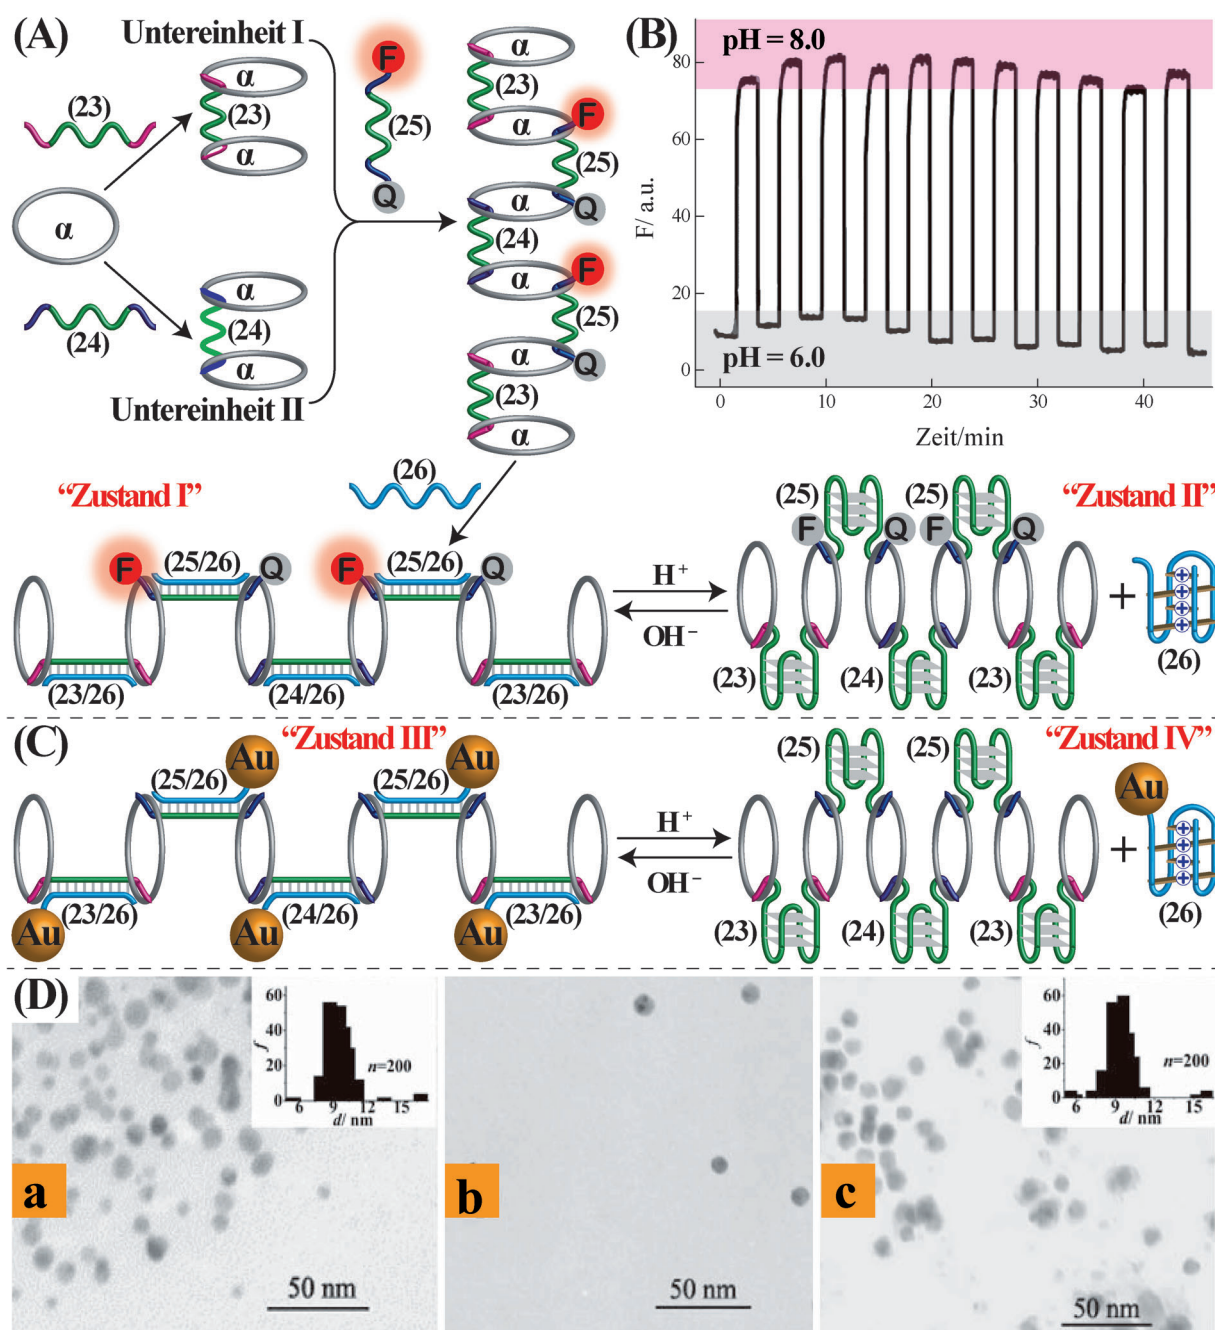 (A)
Untereinheit I
(23)
α
(23)
α
α
(24)
α
(24)
α
Untereinheit II
F
(25)
Q
α
(23)
α
F
(25)
α
Q
(24)
α
F
(25)
α
Q
(23)
α
(B)
pH = 8.0
80
60
40
20
0
F/ a.u.
pH = 6.0
0
10
20
30
40
Zeit/min
(26)
“Zustand I”
F
(25/26)
Q
F
(25/26)
Q
(23/26)
(24/26)
(23/26)
H⁺
OH⁻
“Zustand II”
(25)
(25)
F
Q
F
Q
(23)
(24)
(23)
+
(26)
(C)
“Zustand III”
Au
Au
(25/26)
(25/26)
(23/26)
(24/26)
(23/26)
Au
Au
Au
H⁺
OH⁻
“Zustand IV”
(25)
(25)
(23)
(24)
(23)
+
Au
(26)
(D)
60
40
20
0
f
n=200
6
9
12
15
d/ nm
a
50 nm
b
50 nm
60
40
20
0
f
n=200
6
9
12
15
d/ nm
c
50 nm